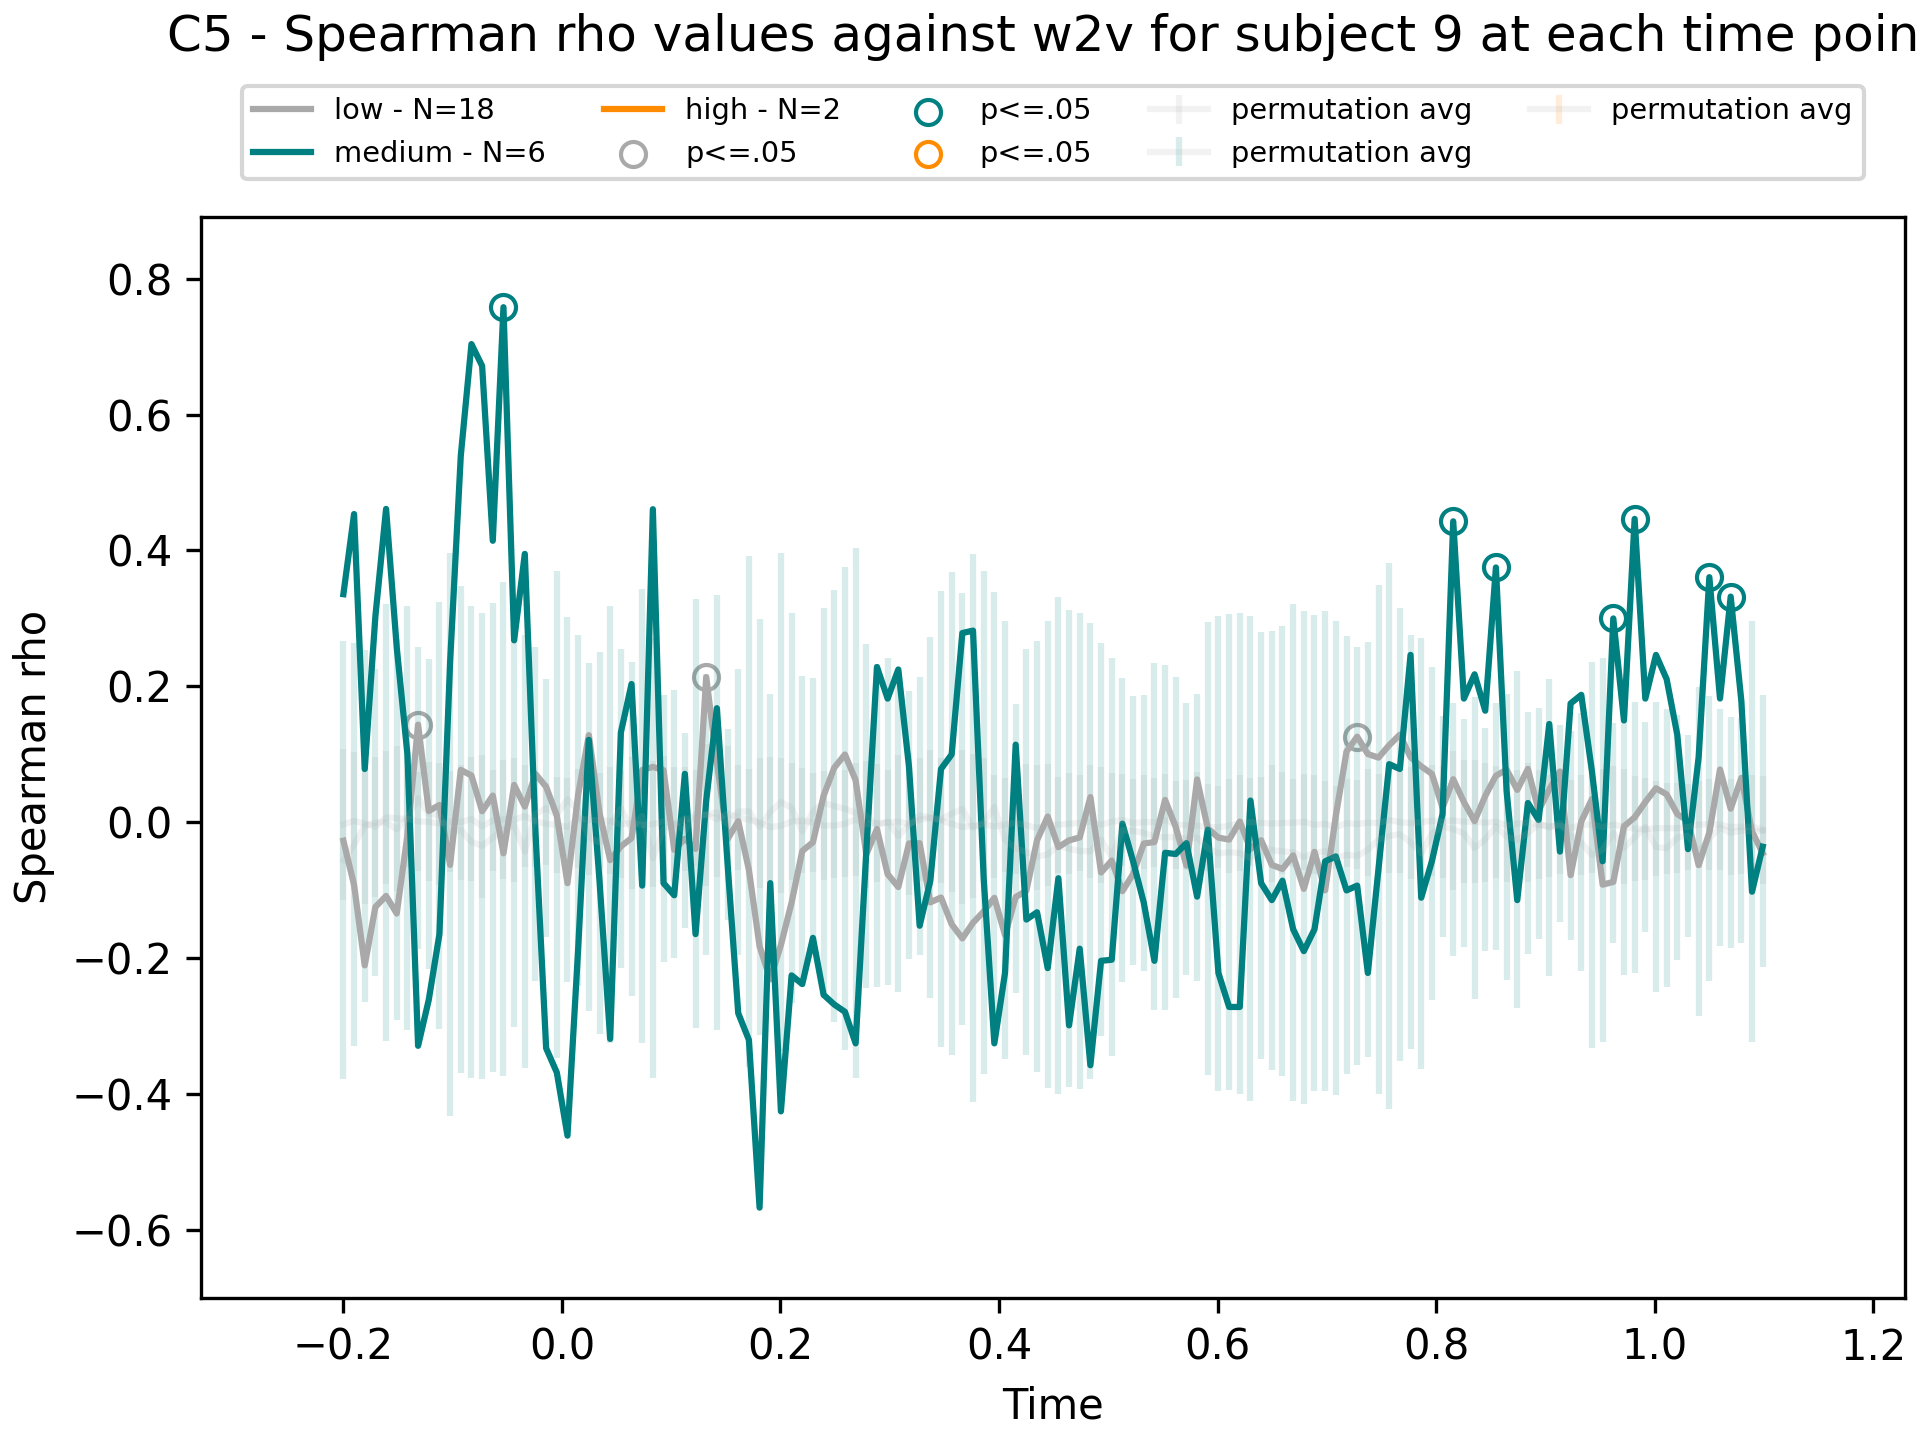 C5 - Spearman rho values against w2v for subject 9 at each time poin
low - N=18
medium - N=6
high - N=2
p<=.05
p<=.05
p<=.05
permutation avg
permutation avg
permutation avg
Spearman rho
0.8
0.6
0.4
0.2
0.0
−0.2
−0.4
−0.6
−0.2 0.0 0.2 0.4 0.6 0.8 1.0 1.2
Time